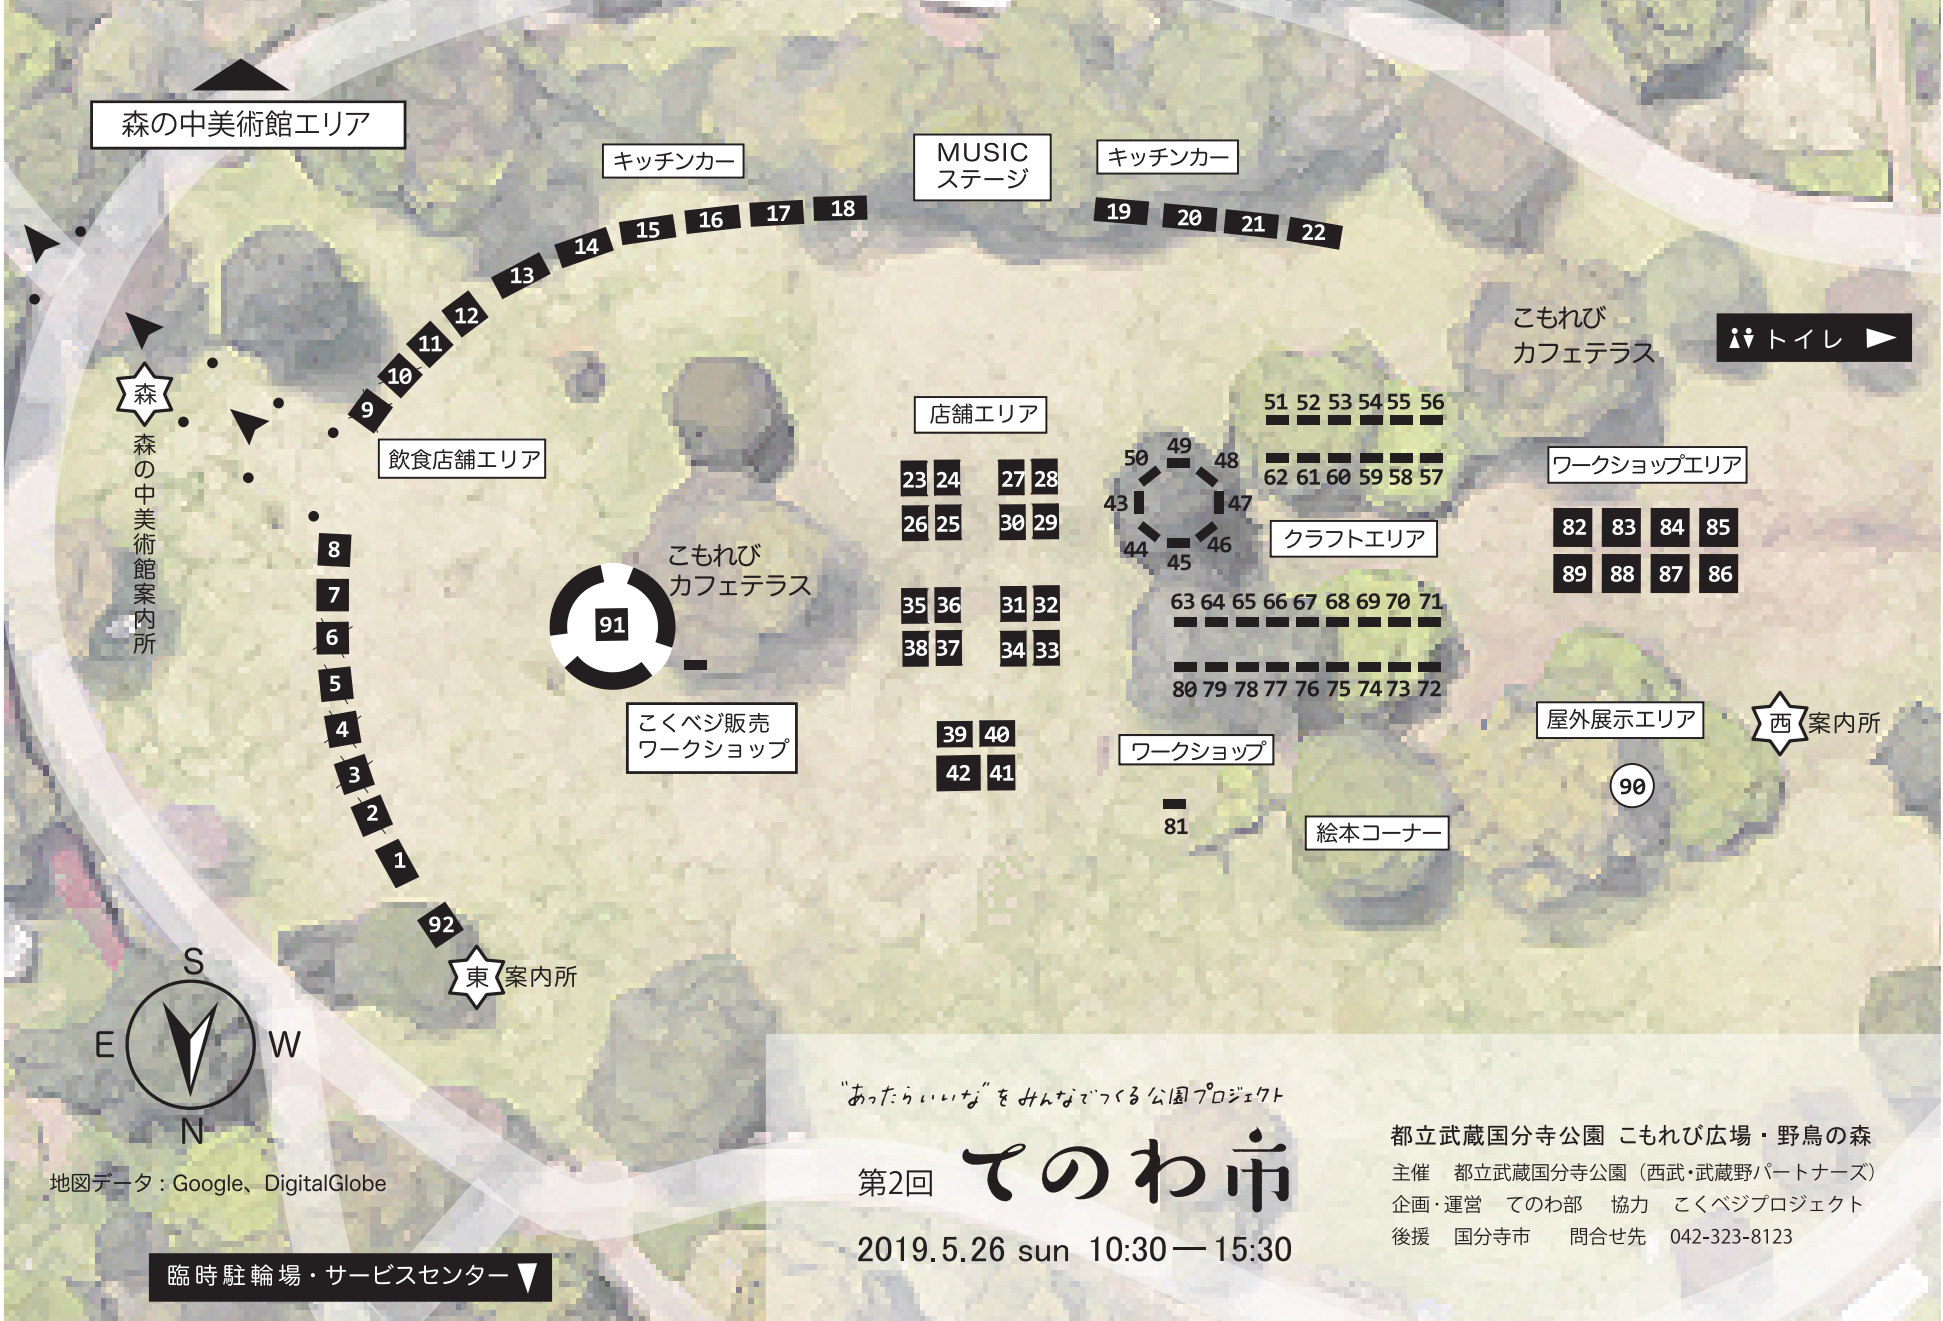 森の中美術館エリア
キッチンカー
MUSIC
ステージ
キッチンカー
18
17
16
15
14
13
12
11
10
9
19
20
21
22
こもれび
カフェテラス
トイレ
森
森の中美術館案内所
飲食店舗エリア
店舗エリア
23 24 27 28
26 25 30 29
35 36 31 32
38 37 34 33
39 40
42 41
51 52 53 54 55 56
62 61 60 59 58 57
49
50 48
43 47
44 46
45
クラフトエリア
63 64 65 66 67 68 69 70 71
80 79 78 77 76 75 74 73 72
ワークショップエリア
82 83 84 85
89 88 87 86
8
7
6
5
4
3
2
1
92
こもれび
カフェテラス
91
こくベジ販売
ワークショップ
ワークショップ
81
絵本コーナー
屋外展示エリア
90
西 案内所
東 案内所
S
E W
N
地図データ：Google、DigitalGlobe
臨時駐輪場・サービスセンター
"あったらいいな"をみんなでつくる公園プロジェクト
第2回 てのわ市
2019.5.26 sun 10:30—15:30
都立武蔵国分寺公園 こもれび広場・野鳥の森
主催 都立武蔵国分寺公園（西武・武蔵野パートナーズ）
企画・運営 てのわ部 協力 こくベジプロジェクト
後援 国分寺市 問合せ先 042-323-8123